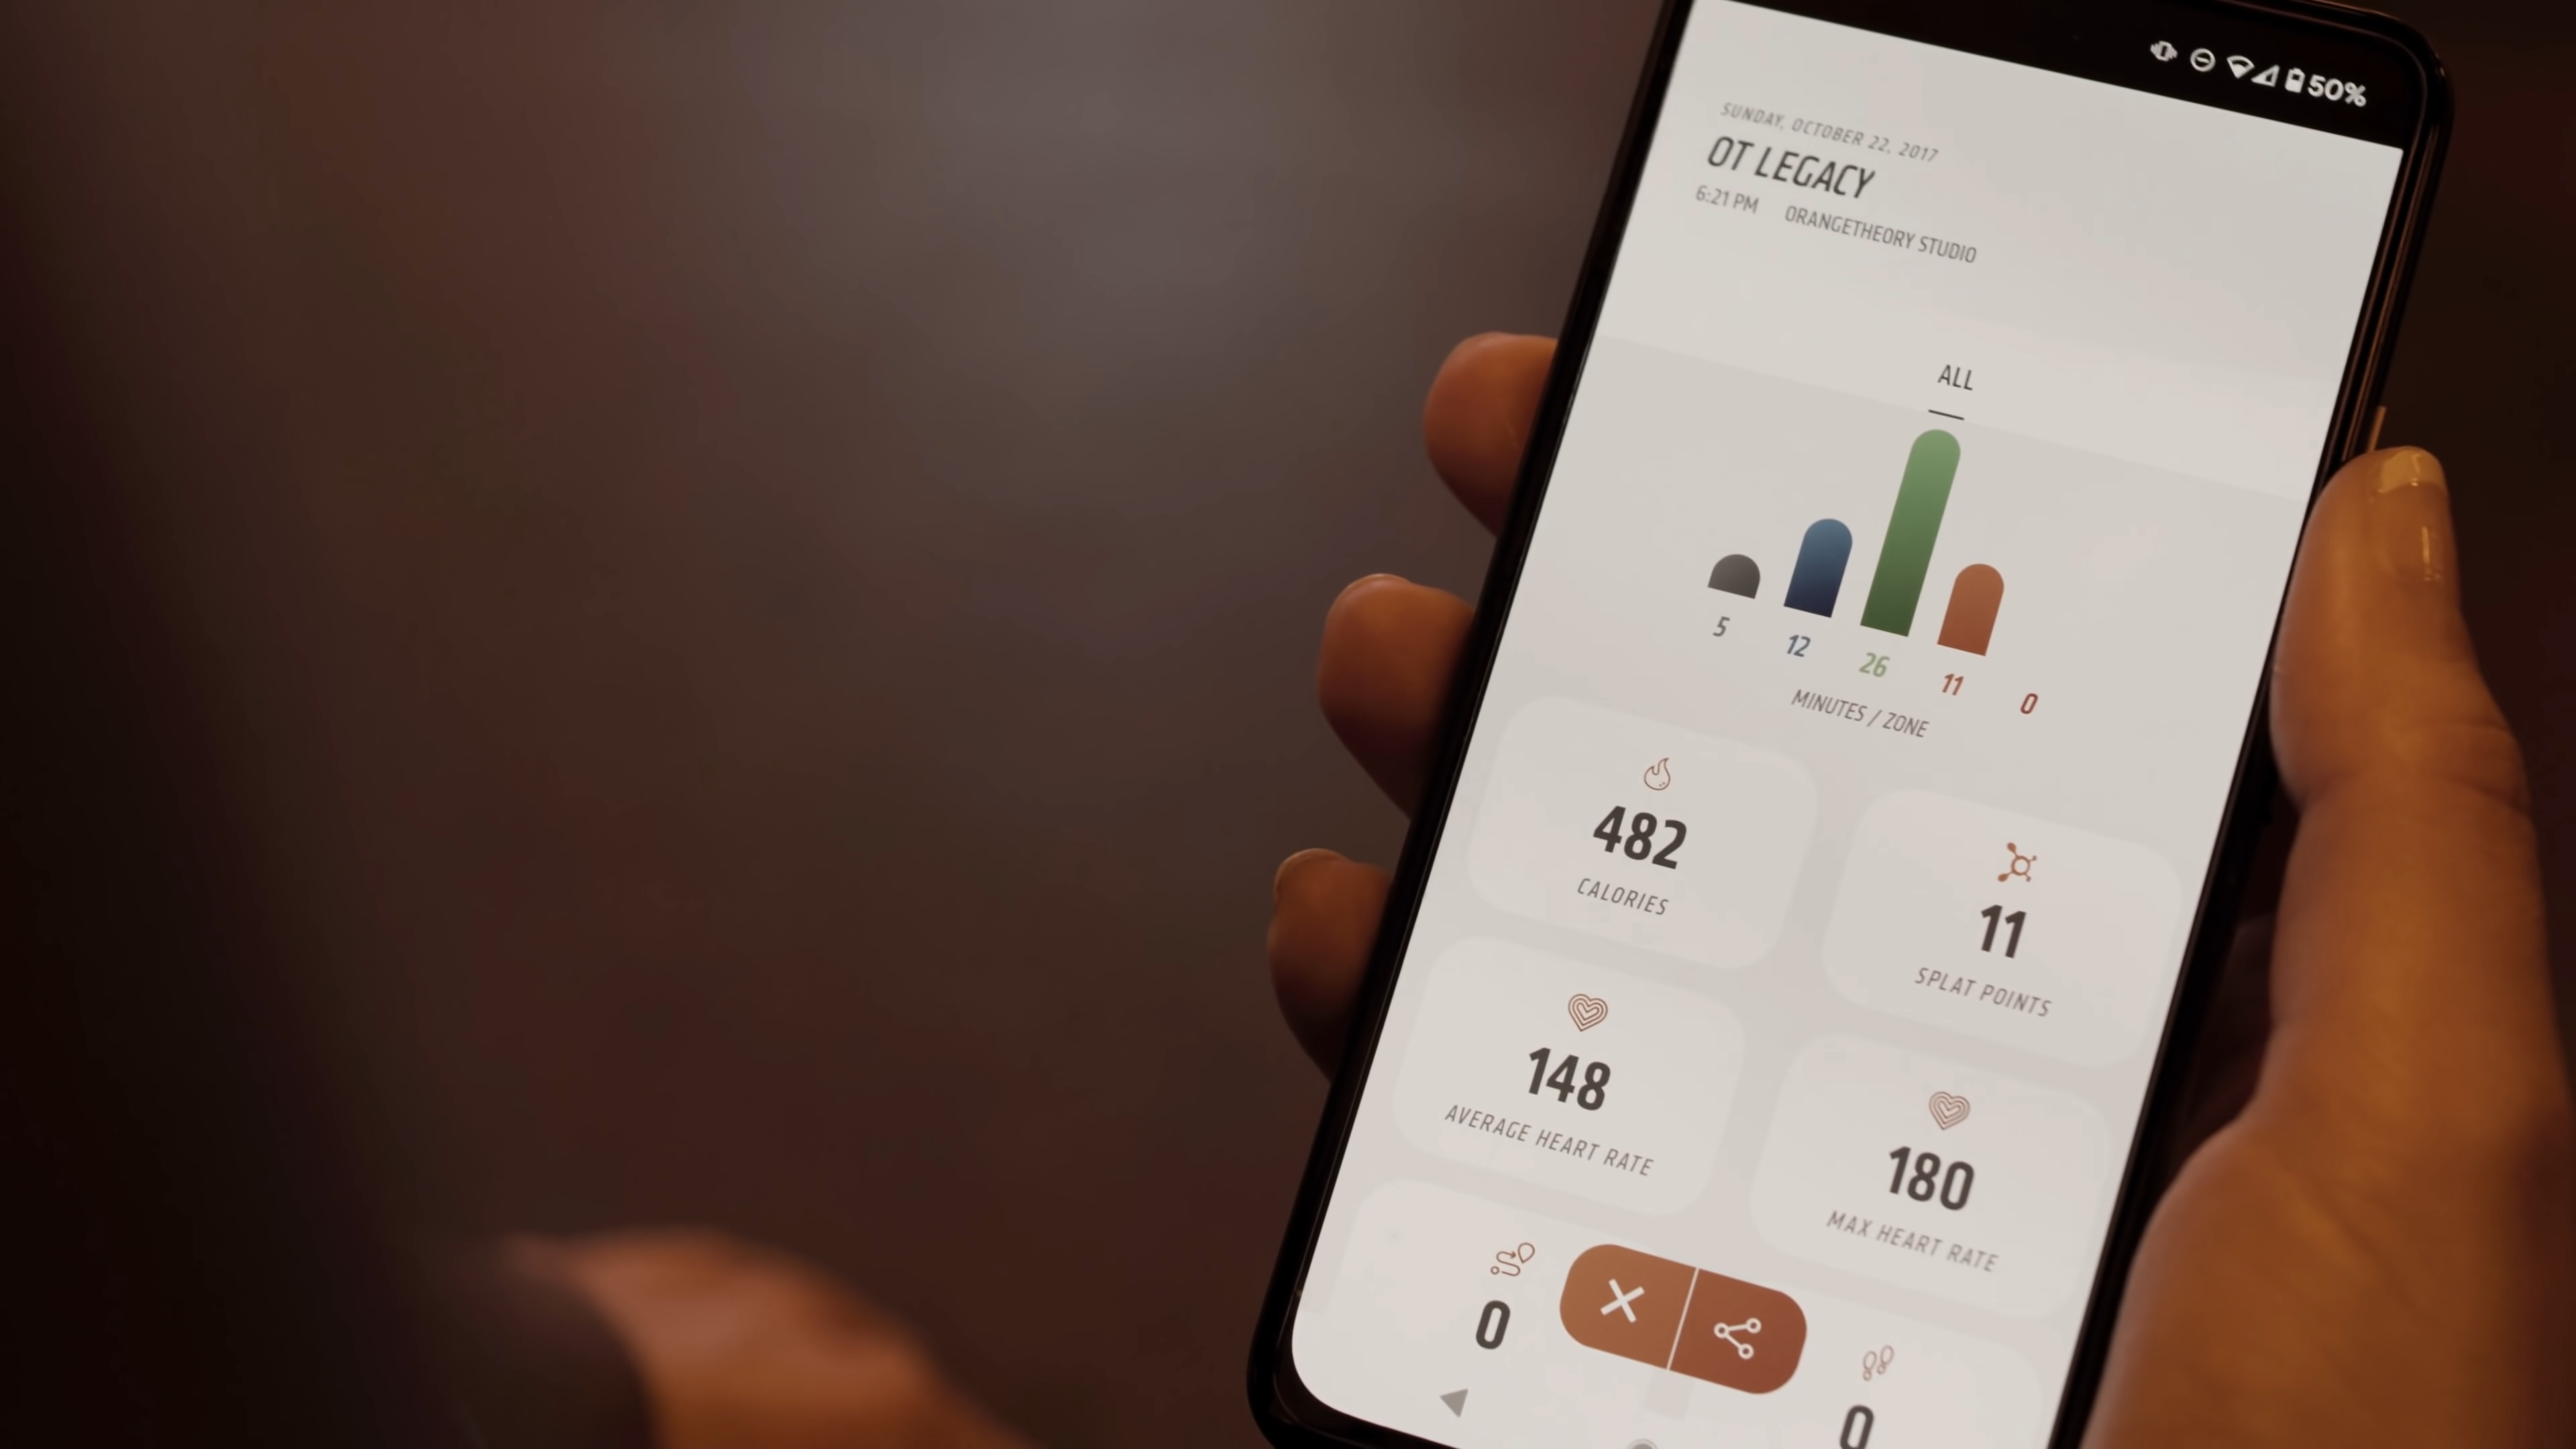 50%
SUNDAY, OCTOBER 22, 2017
OT LEGACY
6:21 PM ORANGETHEORY STUDIO
ALL
5 12 26 11 0
MINUTES / ZONE
482
CALORIES
11
SPLAT POINTS
148
AVERAGE HEART RATE
180
MAX HEART RATE
0
0